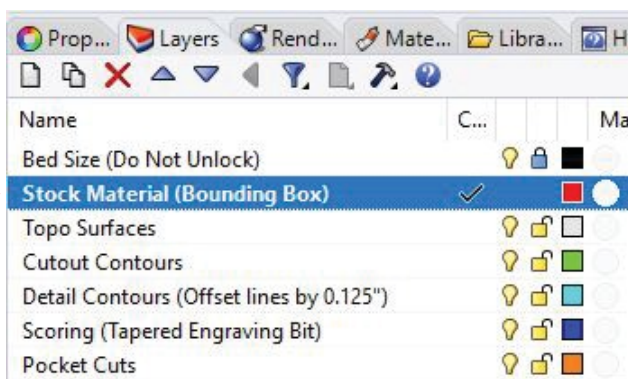 Prop... Layers Rend... Mate... Libra... H
Name C... Ma
Bed Size (Do Not Unlock)
Stock Material (Bounding Box)
Topo Surfaces
Cutout Contours
Detail Contours (Offset lines by 0.125")
Scoring (Tapered Engraving Bit)
Pocket Cuts